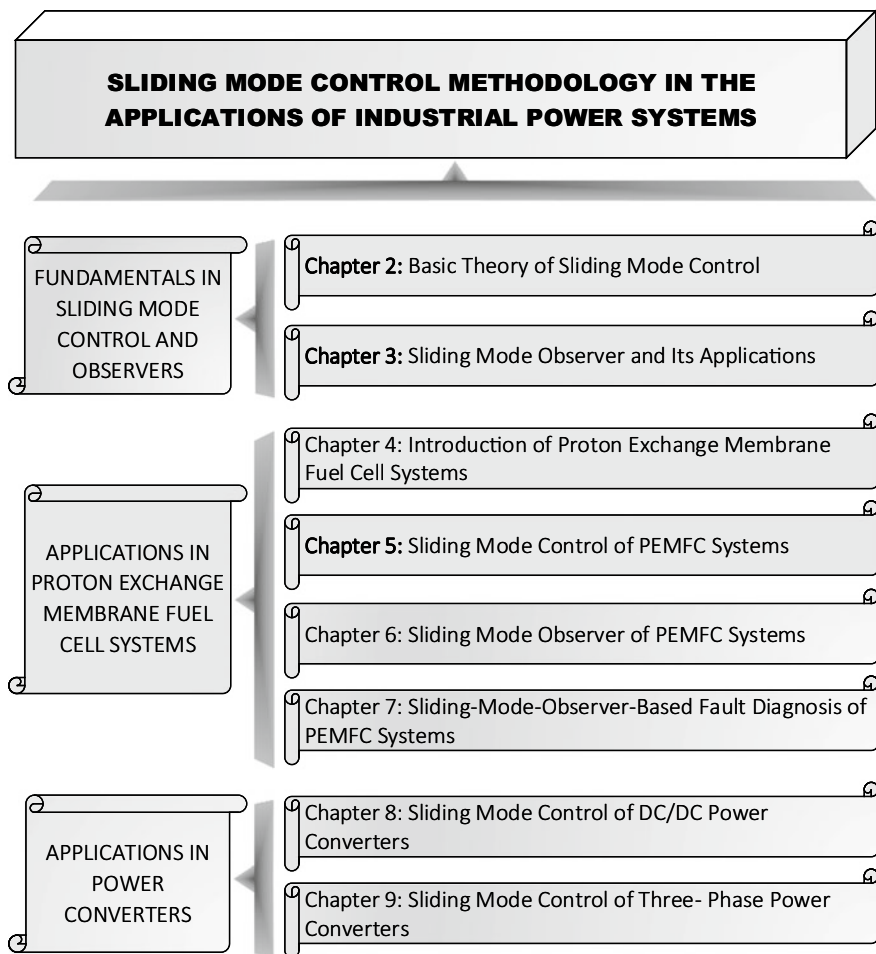 SLIDING MODE CONTROL METHODOLOGY IN THE
APPLICATIONS OF INDUSTRIAL POWER SYSTEMS
FUNDAMENTALS IN
SLIDING MODE
CONTROL AND
OBSERVERS
Chapter 2: Basic Theory of Sliding Mode Control
Chapter 3: Sliding Mode Observer and Its Applications
APPLICATIONS IN
PROTON EXCHANGE
MEMBRANE FUEL
CELL SYSTEMS
Chapter 4: Introduction of Proton Exchange Membrane
Fuel Cell Systems
Chapter 5: Sliding Mode Control of PEMFC Systems
Chapter 6: Sliding Mode Observer of PEMFC Systems
Chapter 7: Sliding-Mode-Observer-Based Fault Diagnosis of
PEMFC Systems
APPLICATIONS IN
POWER
CONVERTERS
Chapter 8: Sliding Mode Control of DC/DC Power
Converters
Chapter 9: Sliding Mode Control of Three- Phase Power
Converters